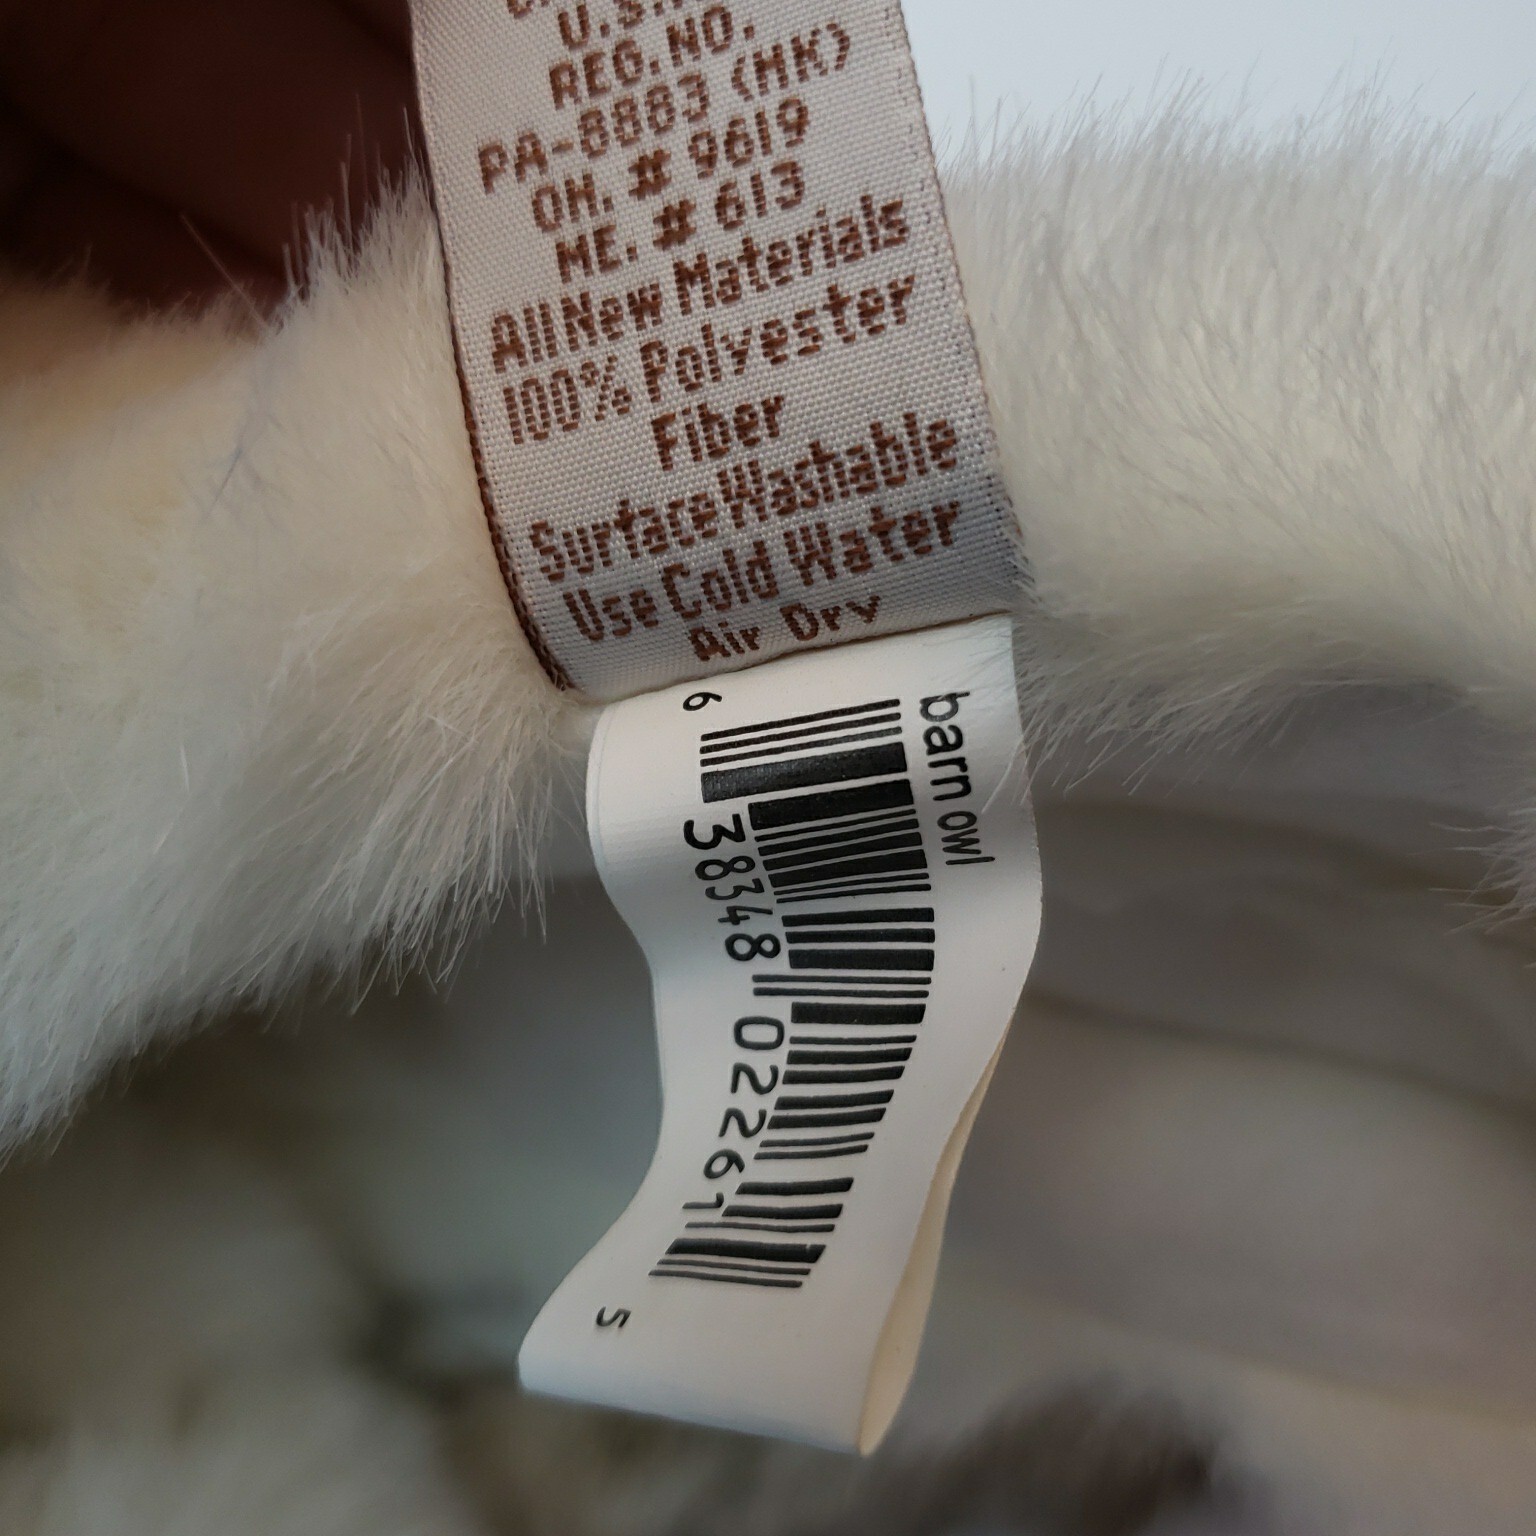 U.S.A.
REG. NO.
PA-8883 (HK)
OH. # 9619
ME. # 613
All New Materials
100% Polyester
Fiber
Surface Washable
Use Cold Water
Air Dry
barn owl
6 38348 02261 5